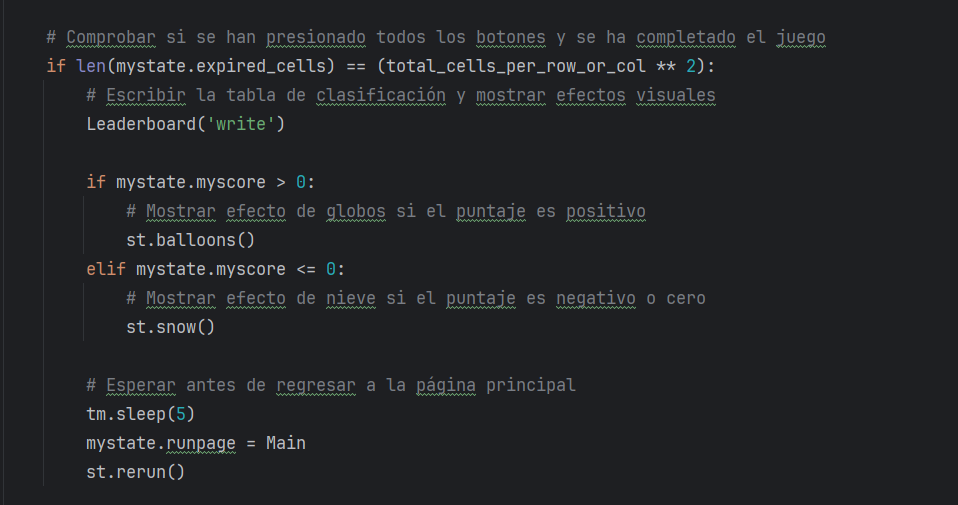 # Comprobar si se han presionado todos los botones y se ha completado el juego
if len(mystate.expired_cells) == (total_cells_per_row_or_col ** 2):
    # Escribir la tabla de clasificación y mostrar efectos visuales
    Leaderboard('write')

    if mystate.myscore > 0:
        # Mostrar efecto de globos si el puntaje es positivo
        st.balloons()
    elif mystate.myscore <= 0:
        # Mostrar efecto de nieve si el puntaje es negativo o cero
        st.snow()

    # Esperar antes de regresar a la página principal
    tm.sleep(5)
    mystate.runpage = Main
    st.rerun()